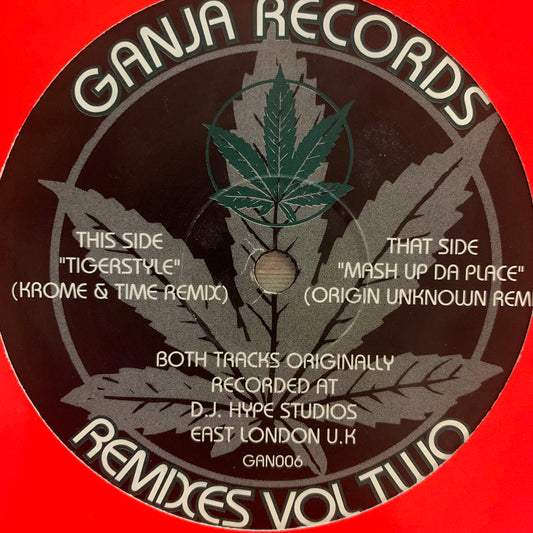 GANJA RECORDS
THIS SIDE
"TIGERSTYLE"
(KROME & TIME REMIX)
THAT SIDE
"MASH UP DA PLACE"
(ORIGIN UNKNOWN REMI
BOTH TRACKS ORIGINALLY
RECORDED AT
D.J. HYPE STUDIOS
EAST LONDON U.K
GAN006
REMIXES VOL TWO